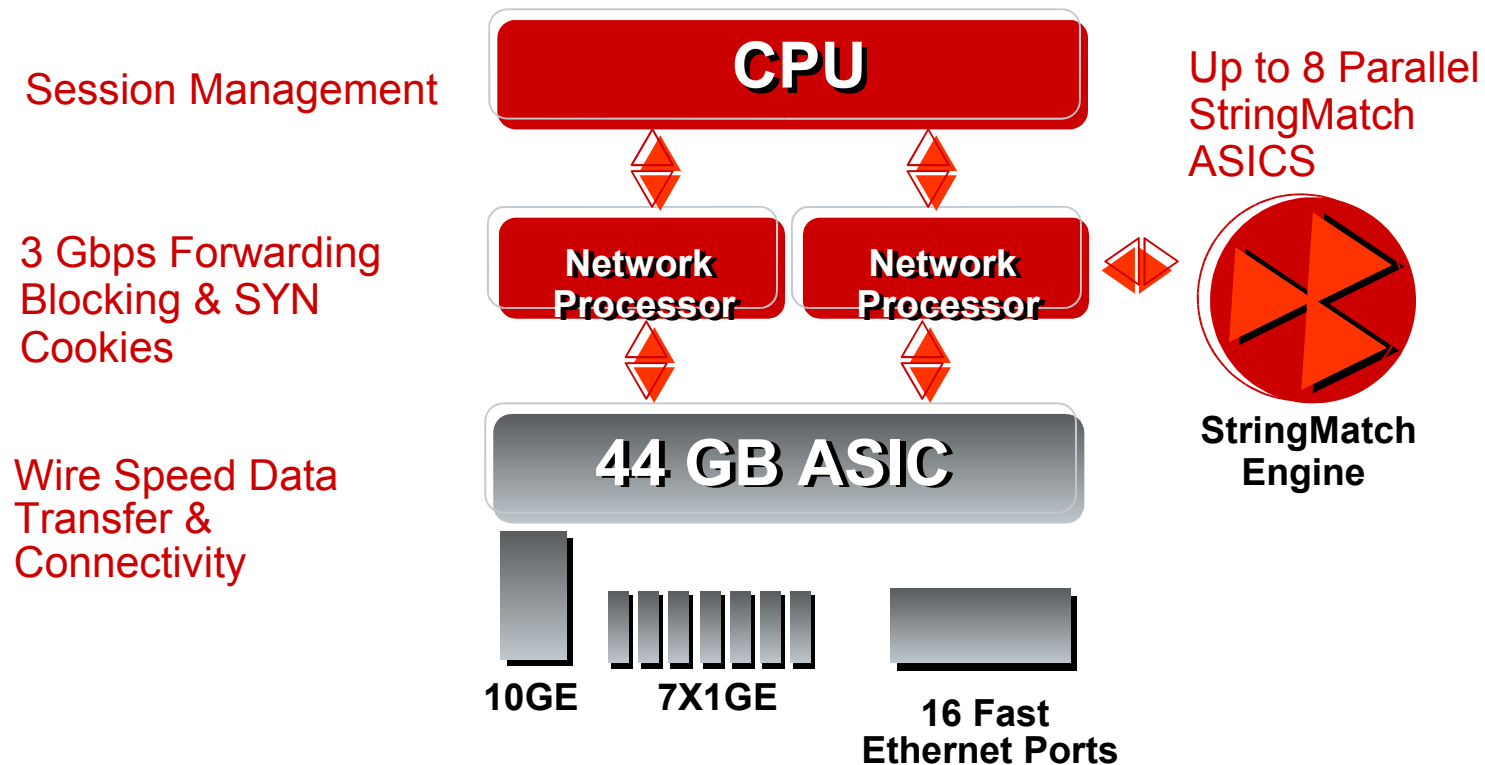 CPU
Session Management
Up to 8 Parallel
StringMatch
ASICS
3 Gbps Forwarding
Blocking & SYN
Cookies
Network
Processor
Network
Processor
StringMatch
Engine
44 GB ASIC
Wire Speed Data
Transfer &
Connectivity
10GE
7X1GE
16 Fast
Ethernet Ports